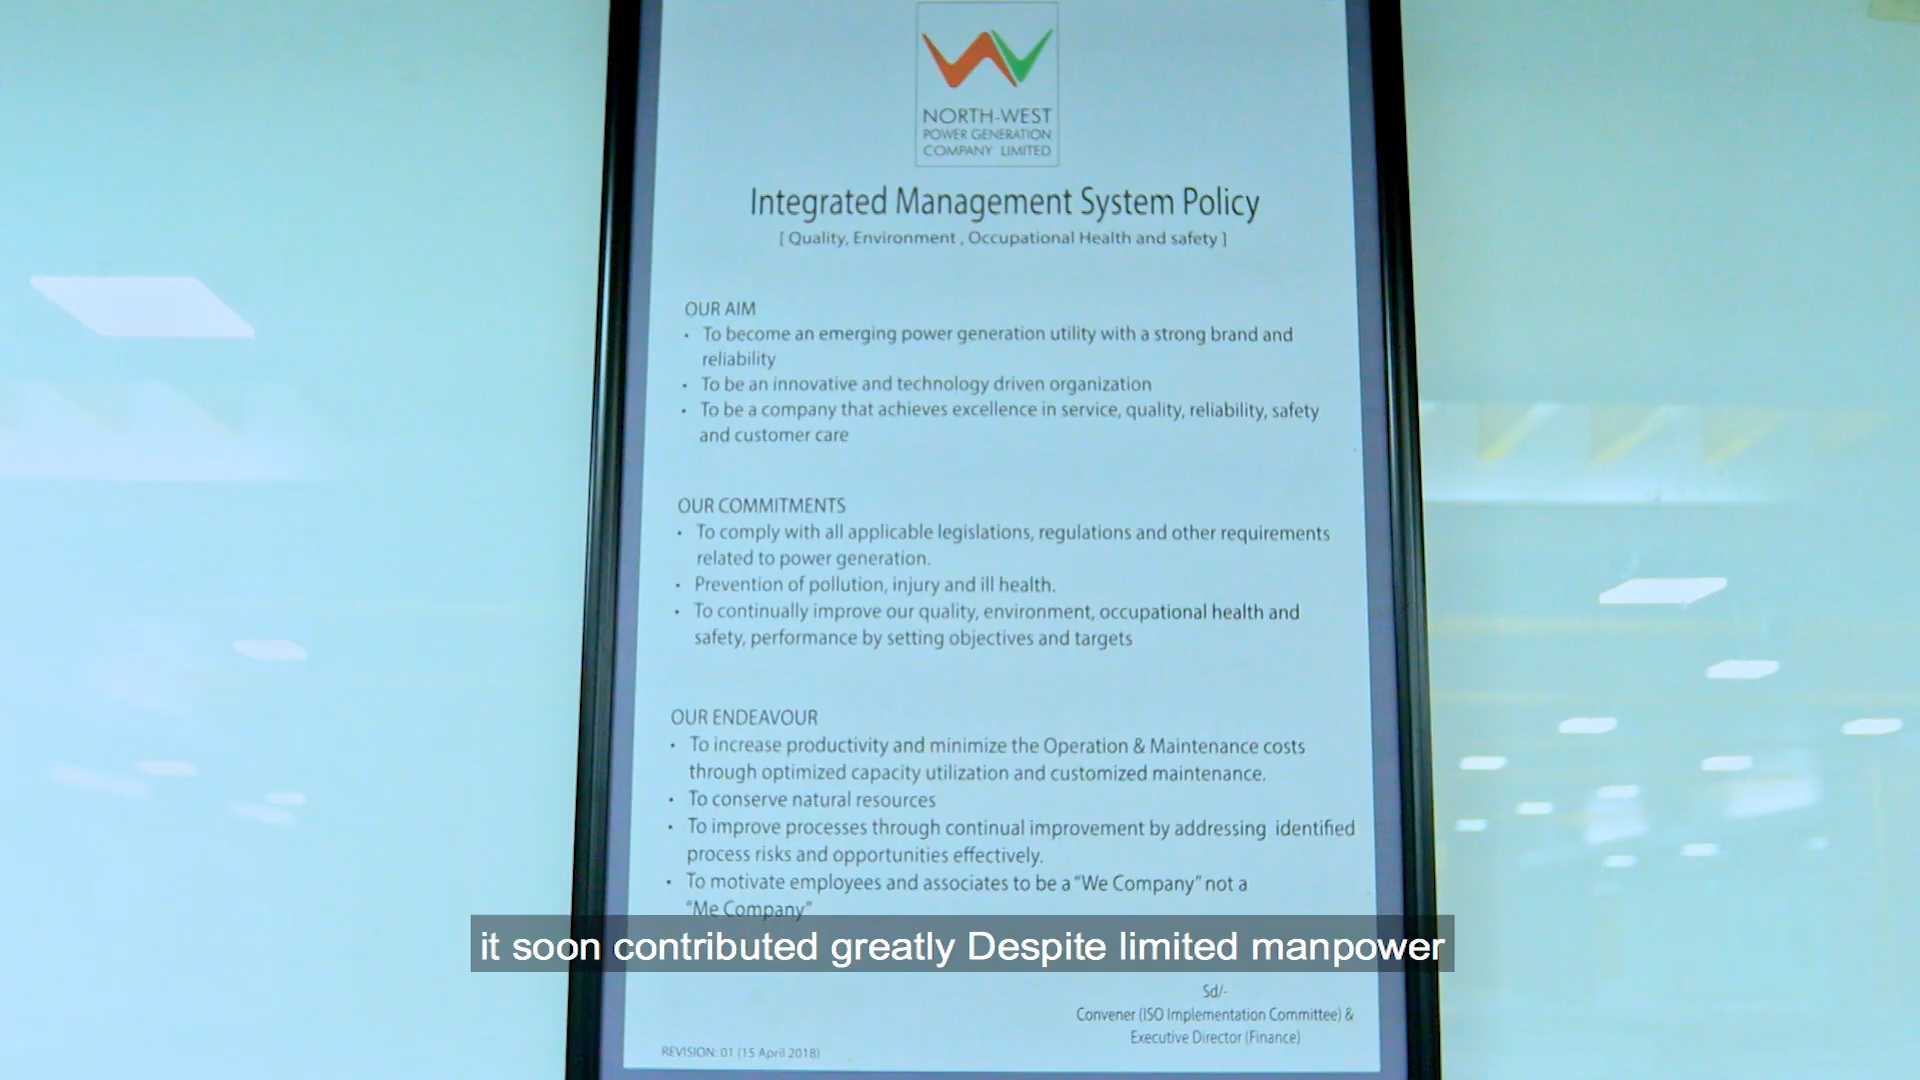 NORTH-WEST
POWER GENERATION
COMPANY LIMITED
Integrated Management System Policy
[ Quality, Environment , Occupational Health and safety ]
OUR AIM
• To become an emerging power generation utility with a strong brand and
reliability
• To be an innovative and technology driven organization
• To be a company that achieves excellence in service, quality, reliability, safety
and customer care
OUR COMMITMENTS
• To comply with all applicable legislations, regulations and other requirements
related to power generation.
• Prevention of pollution, injury and ill health.
• To continually improve our quality, environment, occupational health and
safety, performance by setting objectives and targets
OUR ENDEAVOUR
• To increase productivity and minimize the Operation & Maintenance costs
through optimized capacity utilization and customized maintenance.
• To conserve natural resources
• To improve processes through continual improvement by addressing identified
process risks and opportunities effectively.
• To motivate employees and associates to be a “We Company” not a
“Me Company”
it soon contributed greatly Despite limited manpower
Sd/-
Convener (ISO Implementation Committee) &
Executive Director (Finance)
REVISION: 01 (15 April 2018)